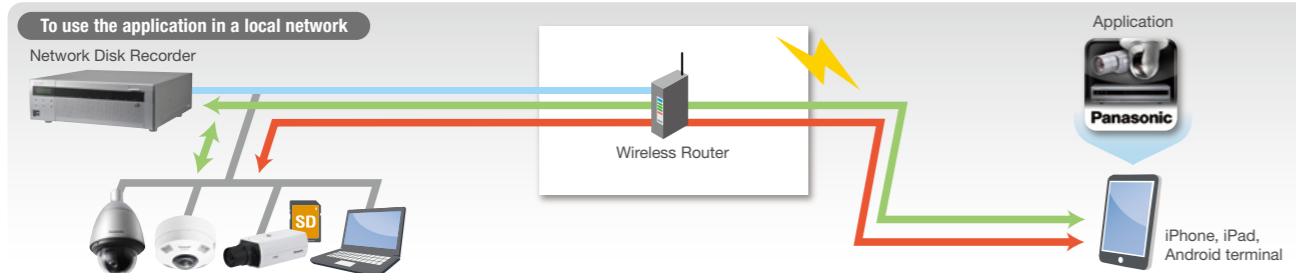 To use the application in a local network
Network Disk Recorder
Application
Panasonic
Wireless Router
SD
iPhone, iPad,
Android terminal